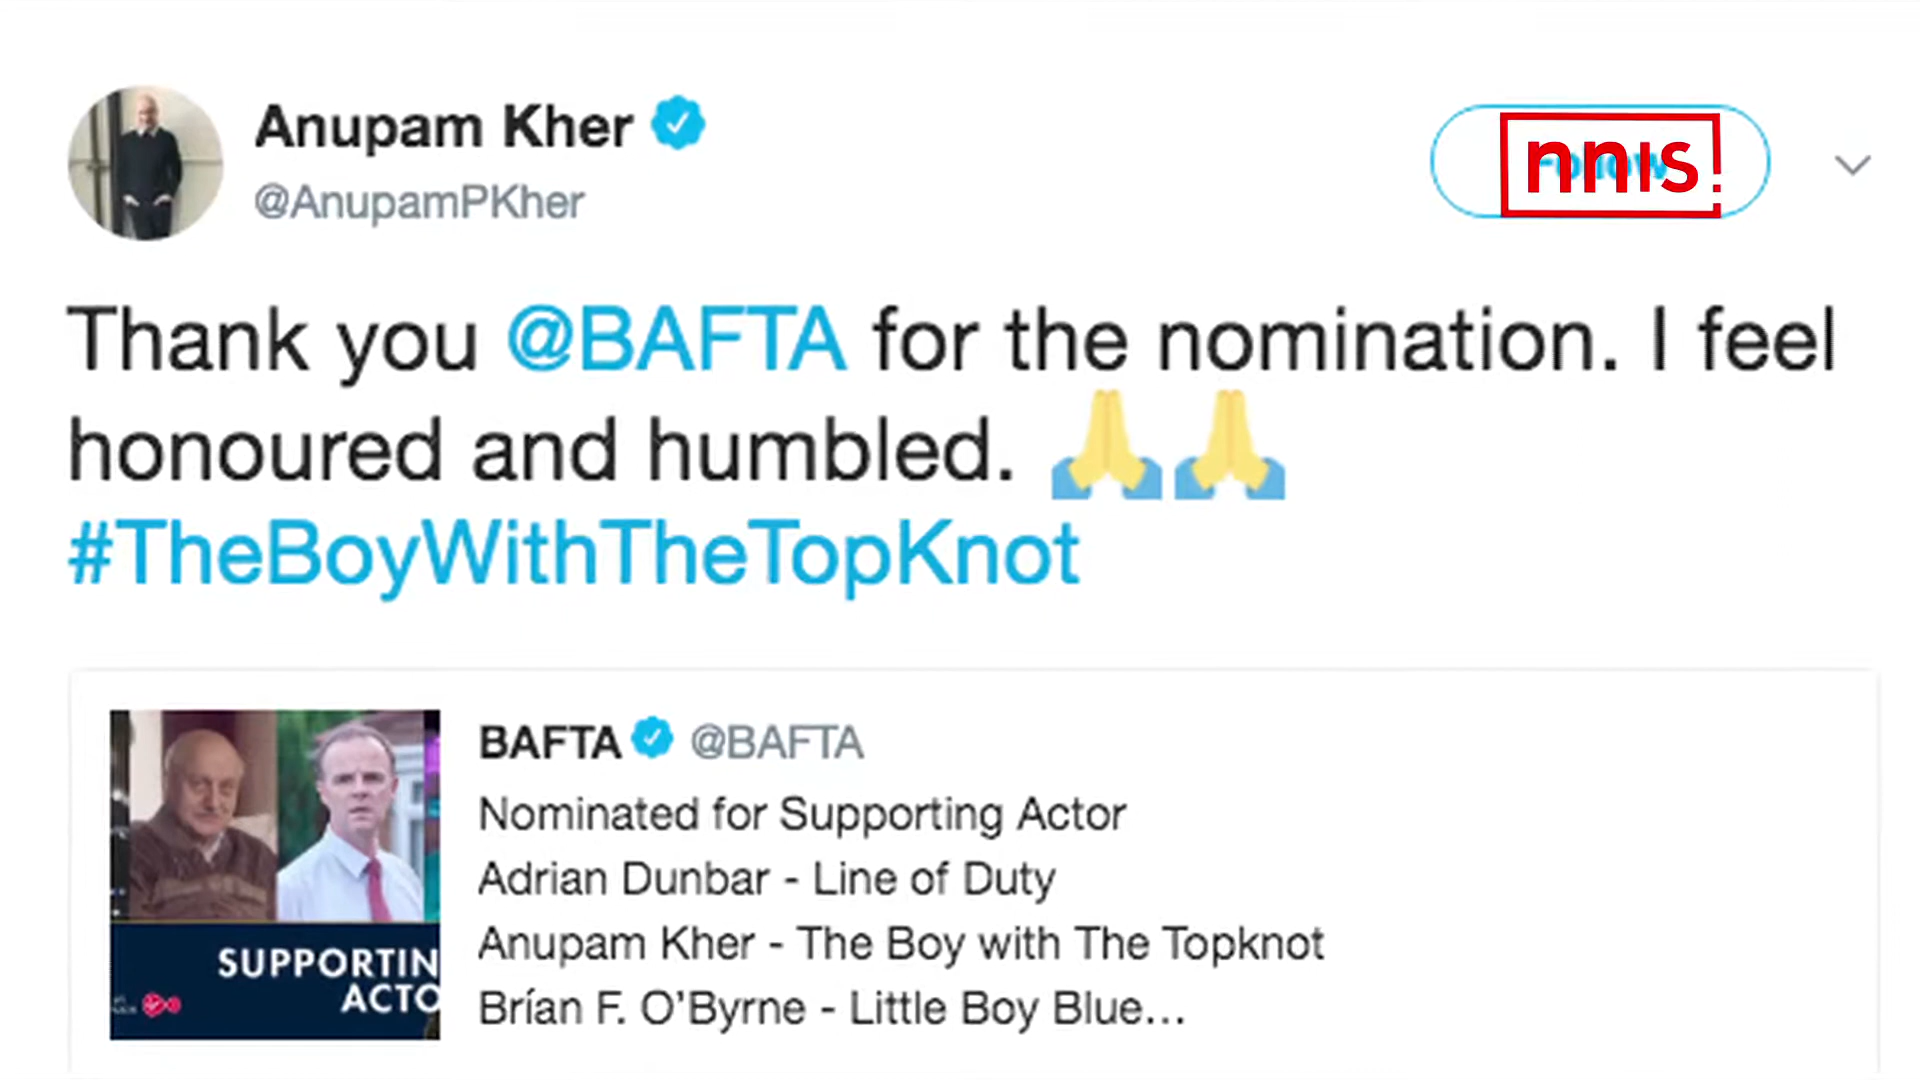 Anupam Kher
@AnupamPKher
nnis!
Thank you @BAFTA for the nomination. I feel
honoured and humbled. 🙏🙏
#TheBoyWithTheTopKnot
BAFTA @BAFTA
Nominated for Supporting Actor
Adrian Dunbar - Line of Duty
Anupam Kher - The Boy with The Topknot
Brían F. O'Byrne - Little Boy Blue...
SUPPORTIN
ACTO